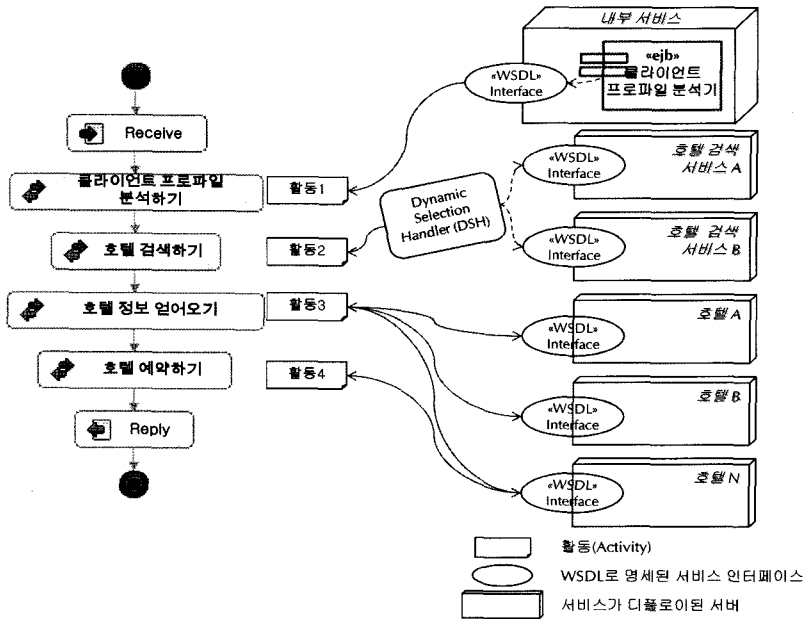 내부 서비스
«ejb»
클라이언트
프로파일 분석기
«WSDL»
Interface
Receive
클라이언트 프로파일
분석하기
활동1
호텔 검색하기
활동2
호텔 정보 얻어오기
활동3
호텔 예약하기
활동4
Reply
Dynamic
Selection
Handler (DSH)
«WSDL»
Interface
호텔 검색
서비스 A
«WSDL»
Interface
호텔 검색
서비스 B
«WSDL»
Interface
호텔 A
«WSDL»
Interface
호텔 B
«WSDL»
Interface
호텔 N
활동(Activity)
WSDL로 명세된 서비스 인터페이스
서비스가 디플로이된 서버